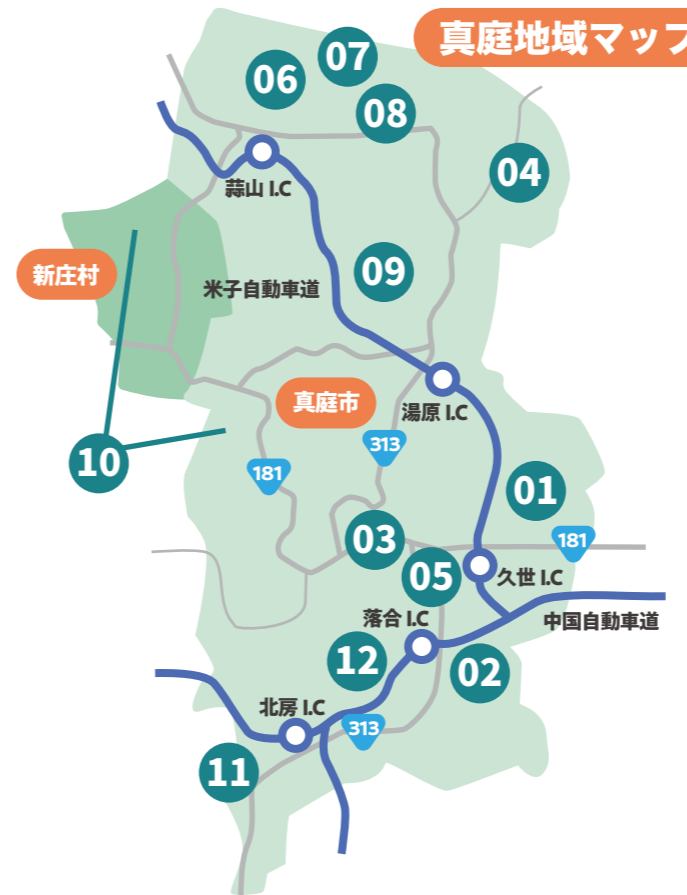 真庭地域マップ
07
06
08
04
蒜山 I.C
新庄村
09
米子自動車道
真庭市
湯原 I.C
313
10
181
01
03
181
05
久世 I.C
落合 I.C
中国自動車道
12
02
北房 I.C
313
11